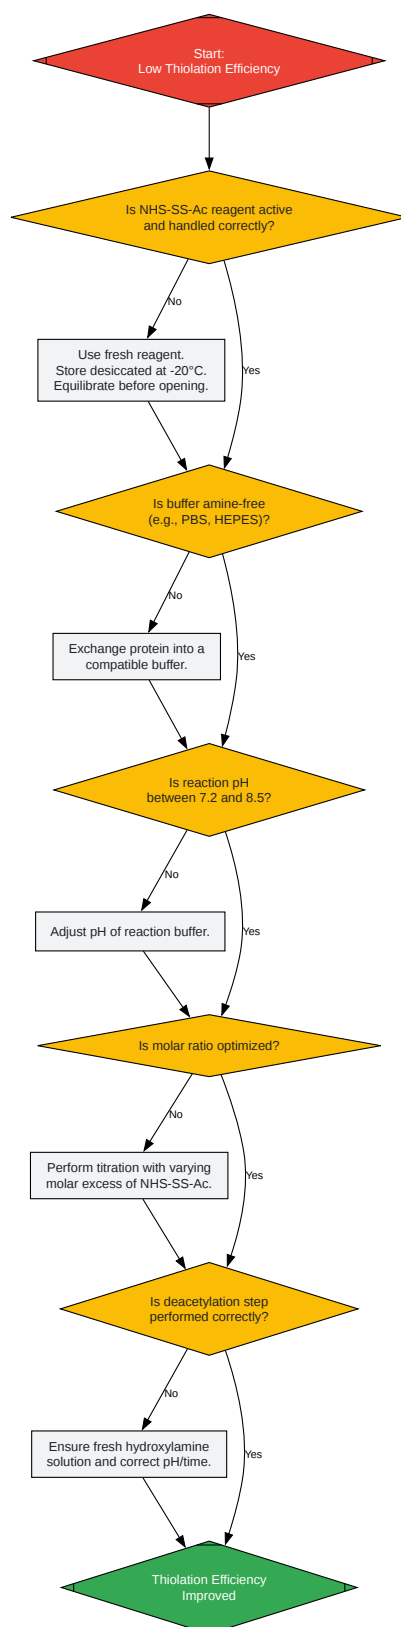 Start:
Low Thiolation Efficiency
Is NHS-SS-Ac reagent active
and handled correctly?
No
Use fresh reagent.
Store desiccated at -20°C.
Equilibrate before opening.
Yes
Is buffer amine-free
(e.g., PBS, HEPES)?
No
Exchange protein into a
compatible buffer.
Yes
Is reaction pH
between 7.2 and 8.5?
No
Adjust pH of reaction buffer.
Yes
Is molar ratio optimized?
No
Perform titration with varying
molar excess of NHS-SS-Ac.
Yes
Is deacetylation step
performed correctly?
No
Ensure fresh hydroxylamine
solution and correct pH/time.
Yes
Thiolation Efficiency
Improved